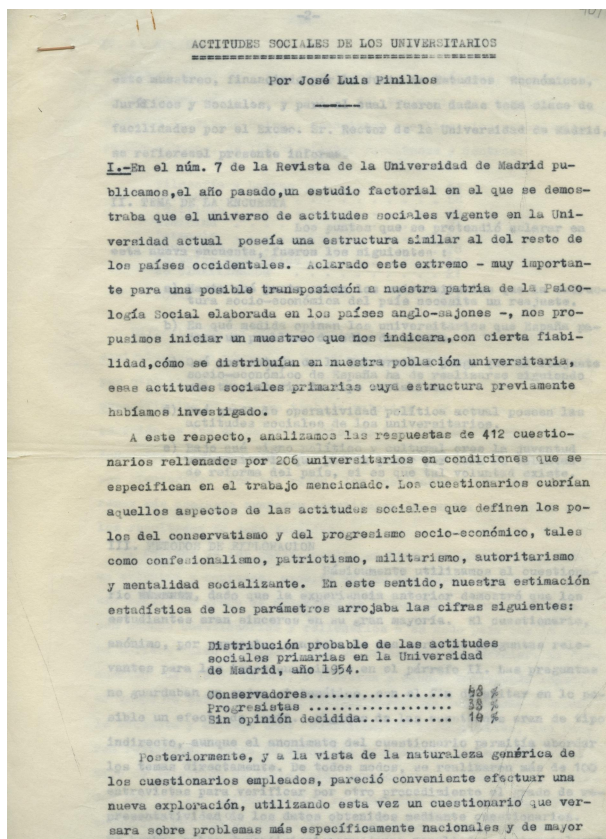 ACTITUDES SOCIALES DE LOS UNIVERSITARIOS
Por José Luis Pinillos
I.-En el núm. 7 de la Revista de la Universidad de Madrid pu-
blicamos,el año pasado,un estudio factorial en el que se demos-
traba que el universo de actitudes sociales vigente en la Uni-
versidad actual poseía una estructura similar al del resto de
los países occidentales. Aclarado este extremo - muy importan-
te para una posible transposición a nuestra patria de la Psico-
logía Social elaborada en los países anglo-sajones -, nos pro-
pusimos iniciar un muestreo que nos indicara,con cierta fiabi-
lidad,cómo se distribuían en nuestra población universitaria,
esas actitudes sociales primarias cuya estructura previamente
habíamos investigado.
A este respecto, analizamos las respuestas de 412 cuestio-
narios rellenados por 206 universitarios en condiciones que se
especifican en el trabajo mencionado. Los cuestionarios cubrían
aquellos aspectos de las actitudes sociales que definen los po-
los del conservatismo y del progresismo socio-económico, tales
como confesionalismo, patriotismo, militarismo, autoritarismo
y mentalidad socializante. En este sentido, nuestra estimación
estadística de los parámetros arrojaba las cifras siguientes:
Distribución probable de las actitudes
sociales primarias en la Universidad
de Madrid, año 1954.
Conservadores.................... %
Progresistas .................... %
Sin opinión decidida............. %
Posteriormente, y a la vista de la naturaleza genérica de
los cuestionarios empleados, pareció conveniente efectuar una
nueva exploración, utilizando esta vez un cuestionario que ver-
sara sobre problemas más específicamente nacionales y de mayor